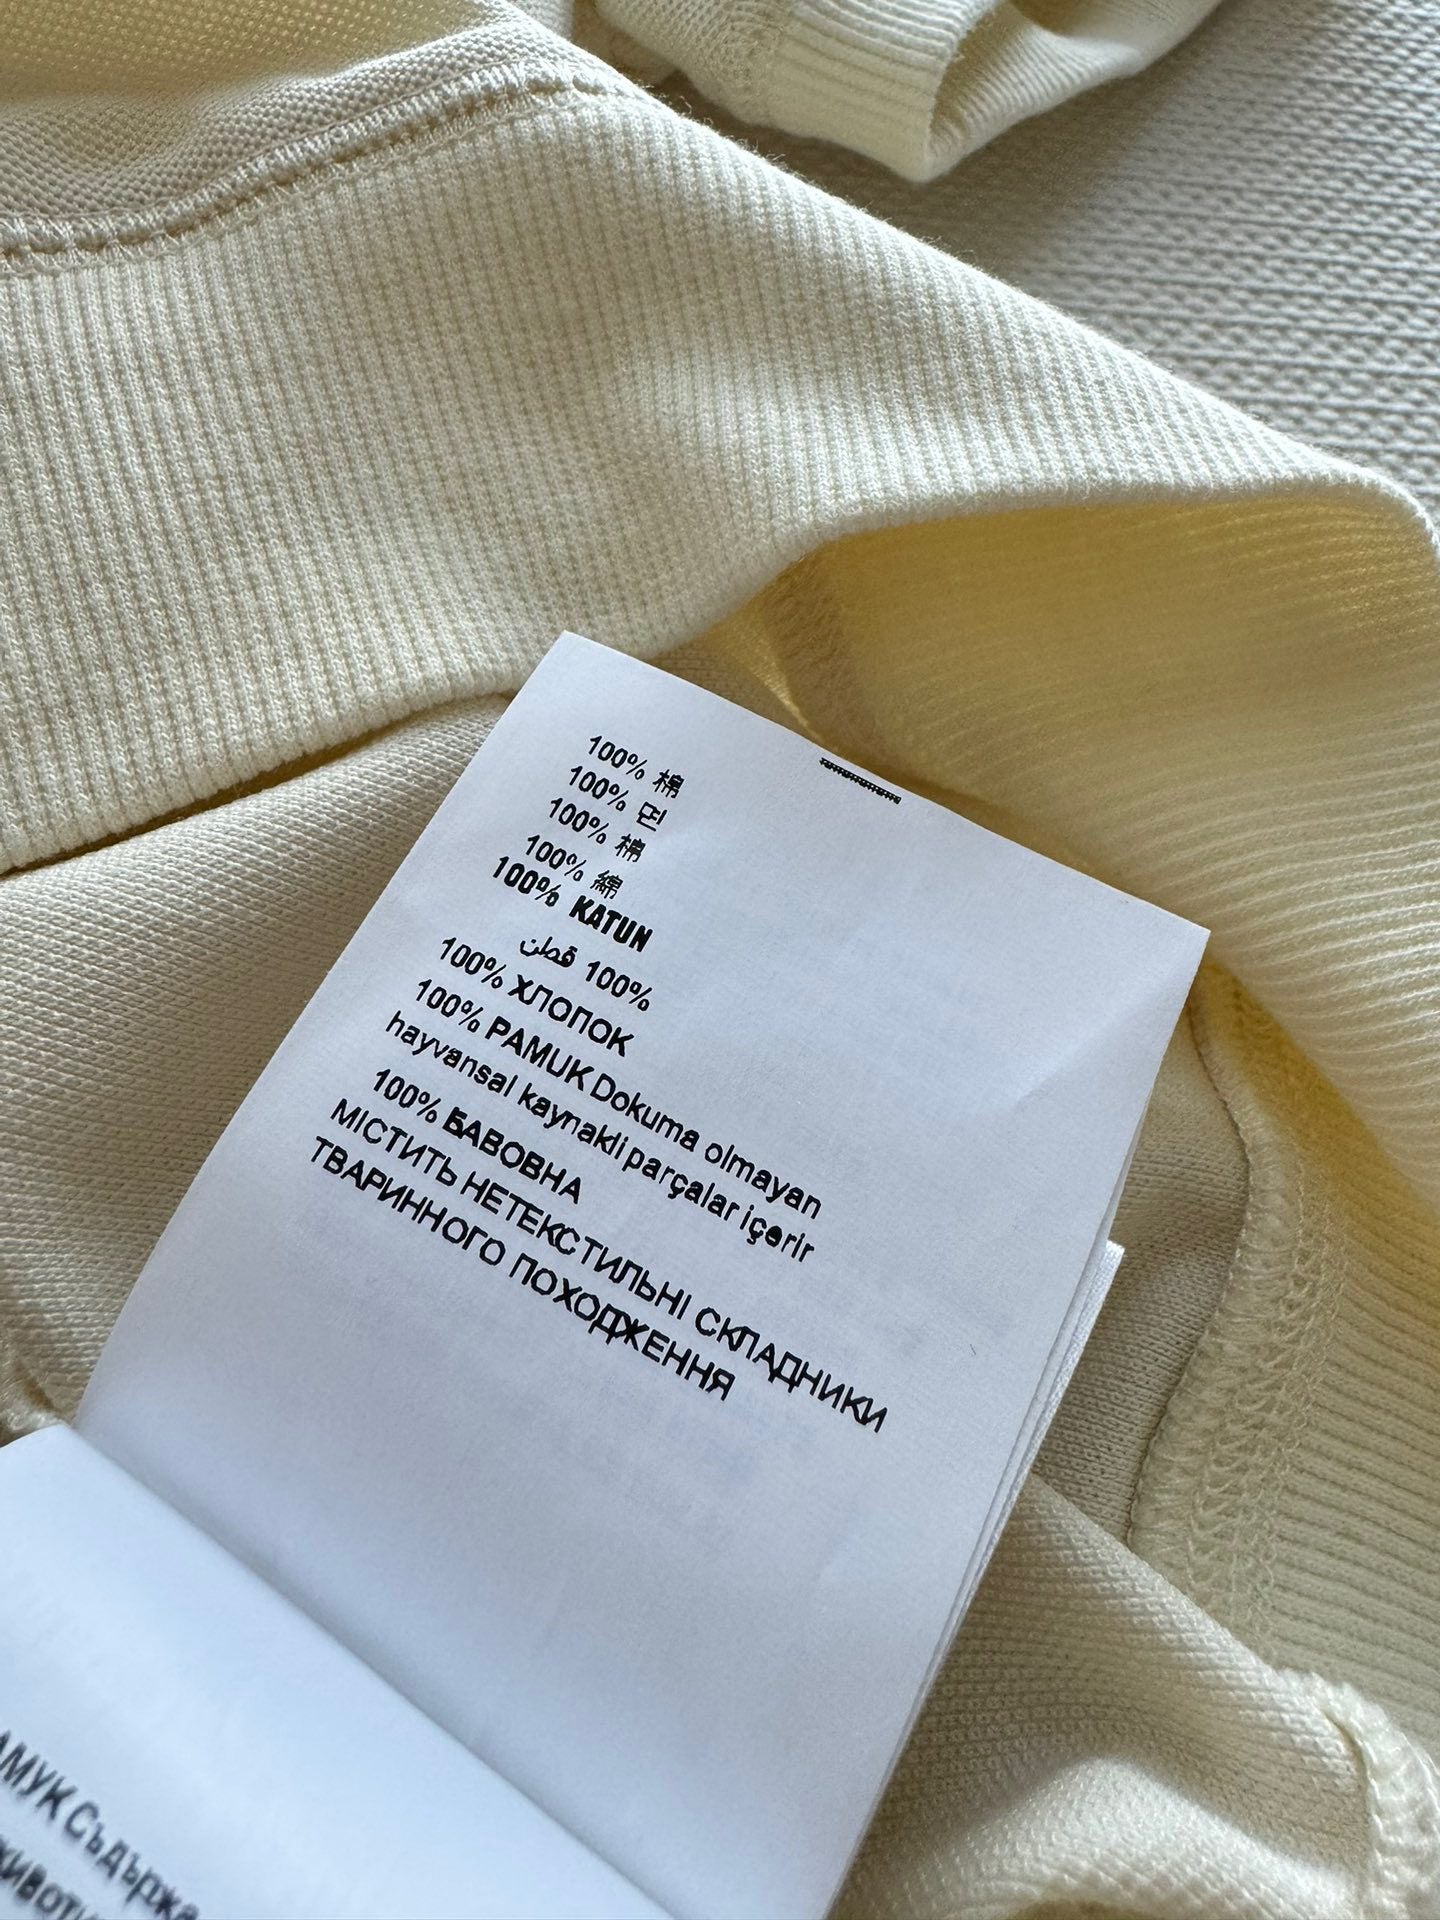 100% 棉
100% 면
100% 棉
100% 綿
100% KATUN
100% قطن
100% ХЛОПОК
100% PAMUK Dokuma olmayan
hayvansal kaynakli parçalar içerir
100% БАВОВНА
МІСТИТЬ НЕТЕКСТИЛЬНІ СКЛАДНИКИ
ТВАРИННОГО ПОХОДЖЕННЯ